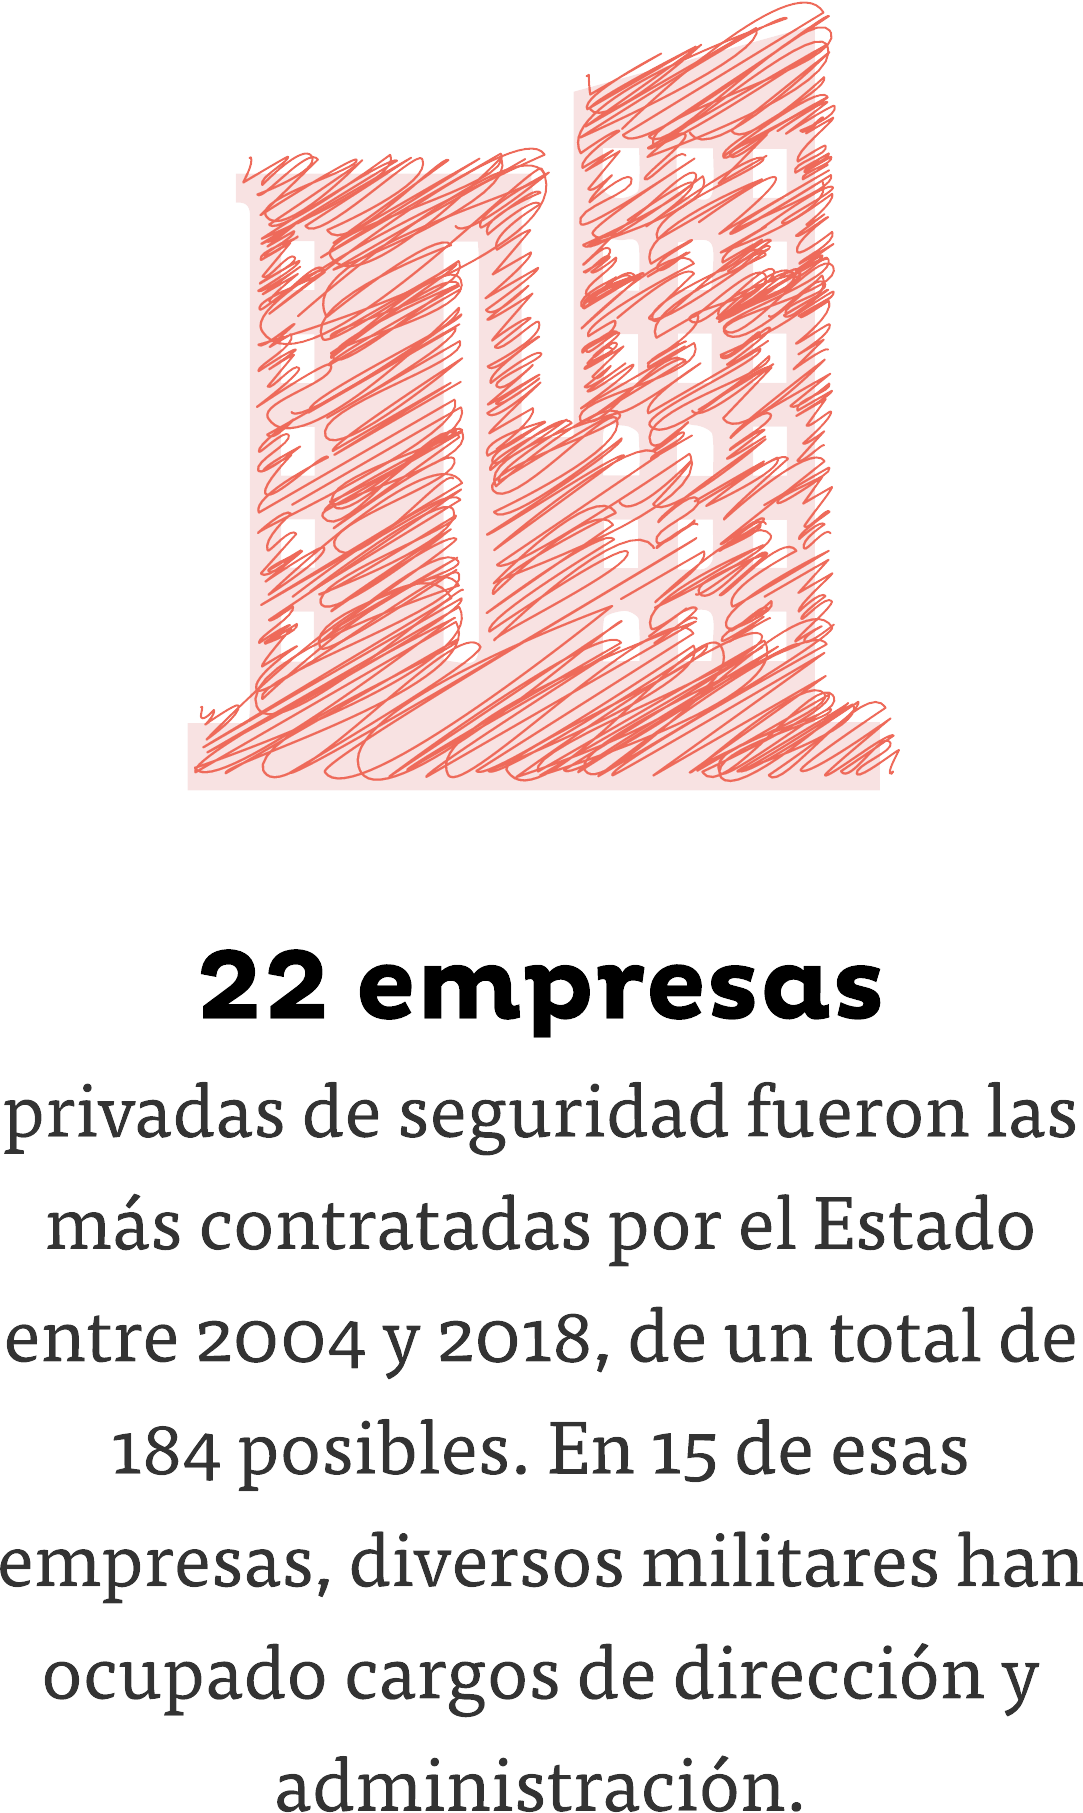 22 empresas
privadas de seguridad fueron las
más contratadas por el Estado
entre 2004 y 2018, de un total de
184 posibles. En 15 de esas
empresas, diversos militares han
ocupado cargos de dirección y
administración.